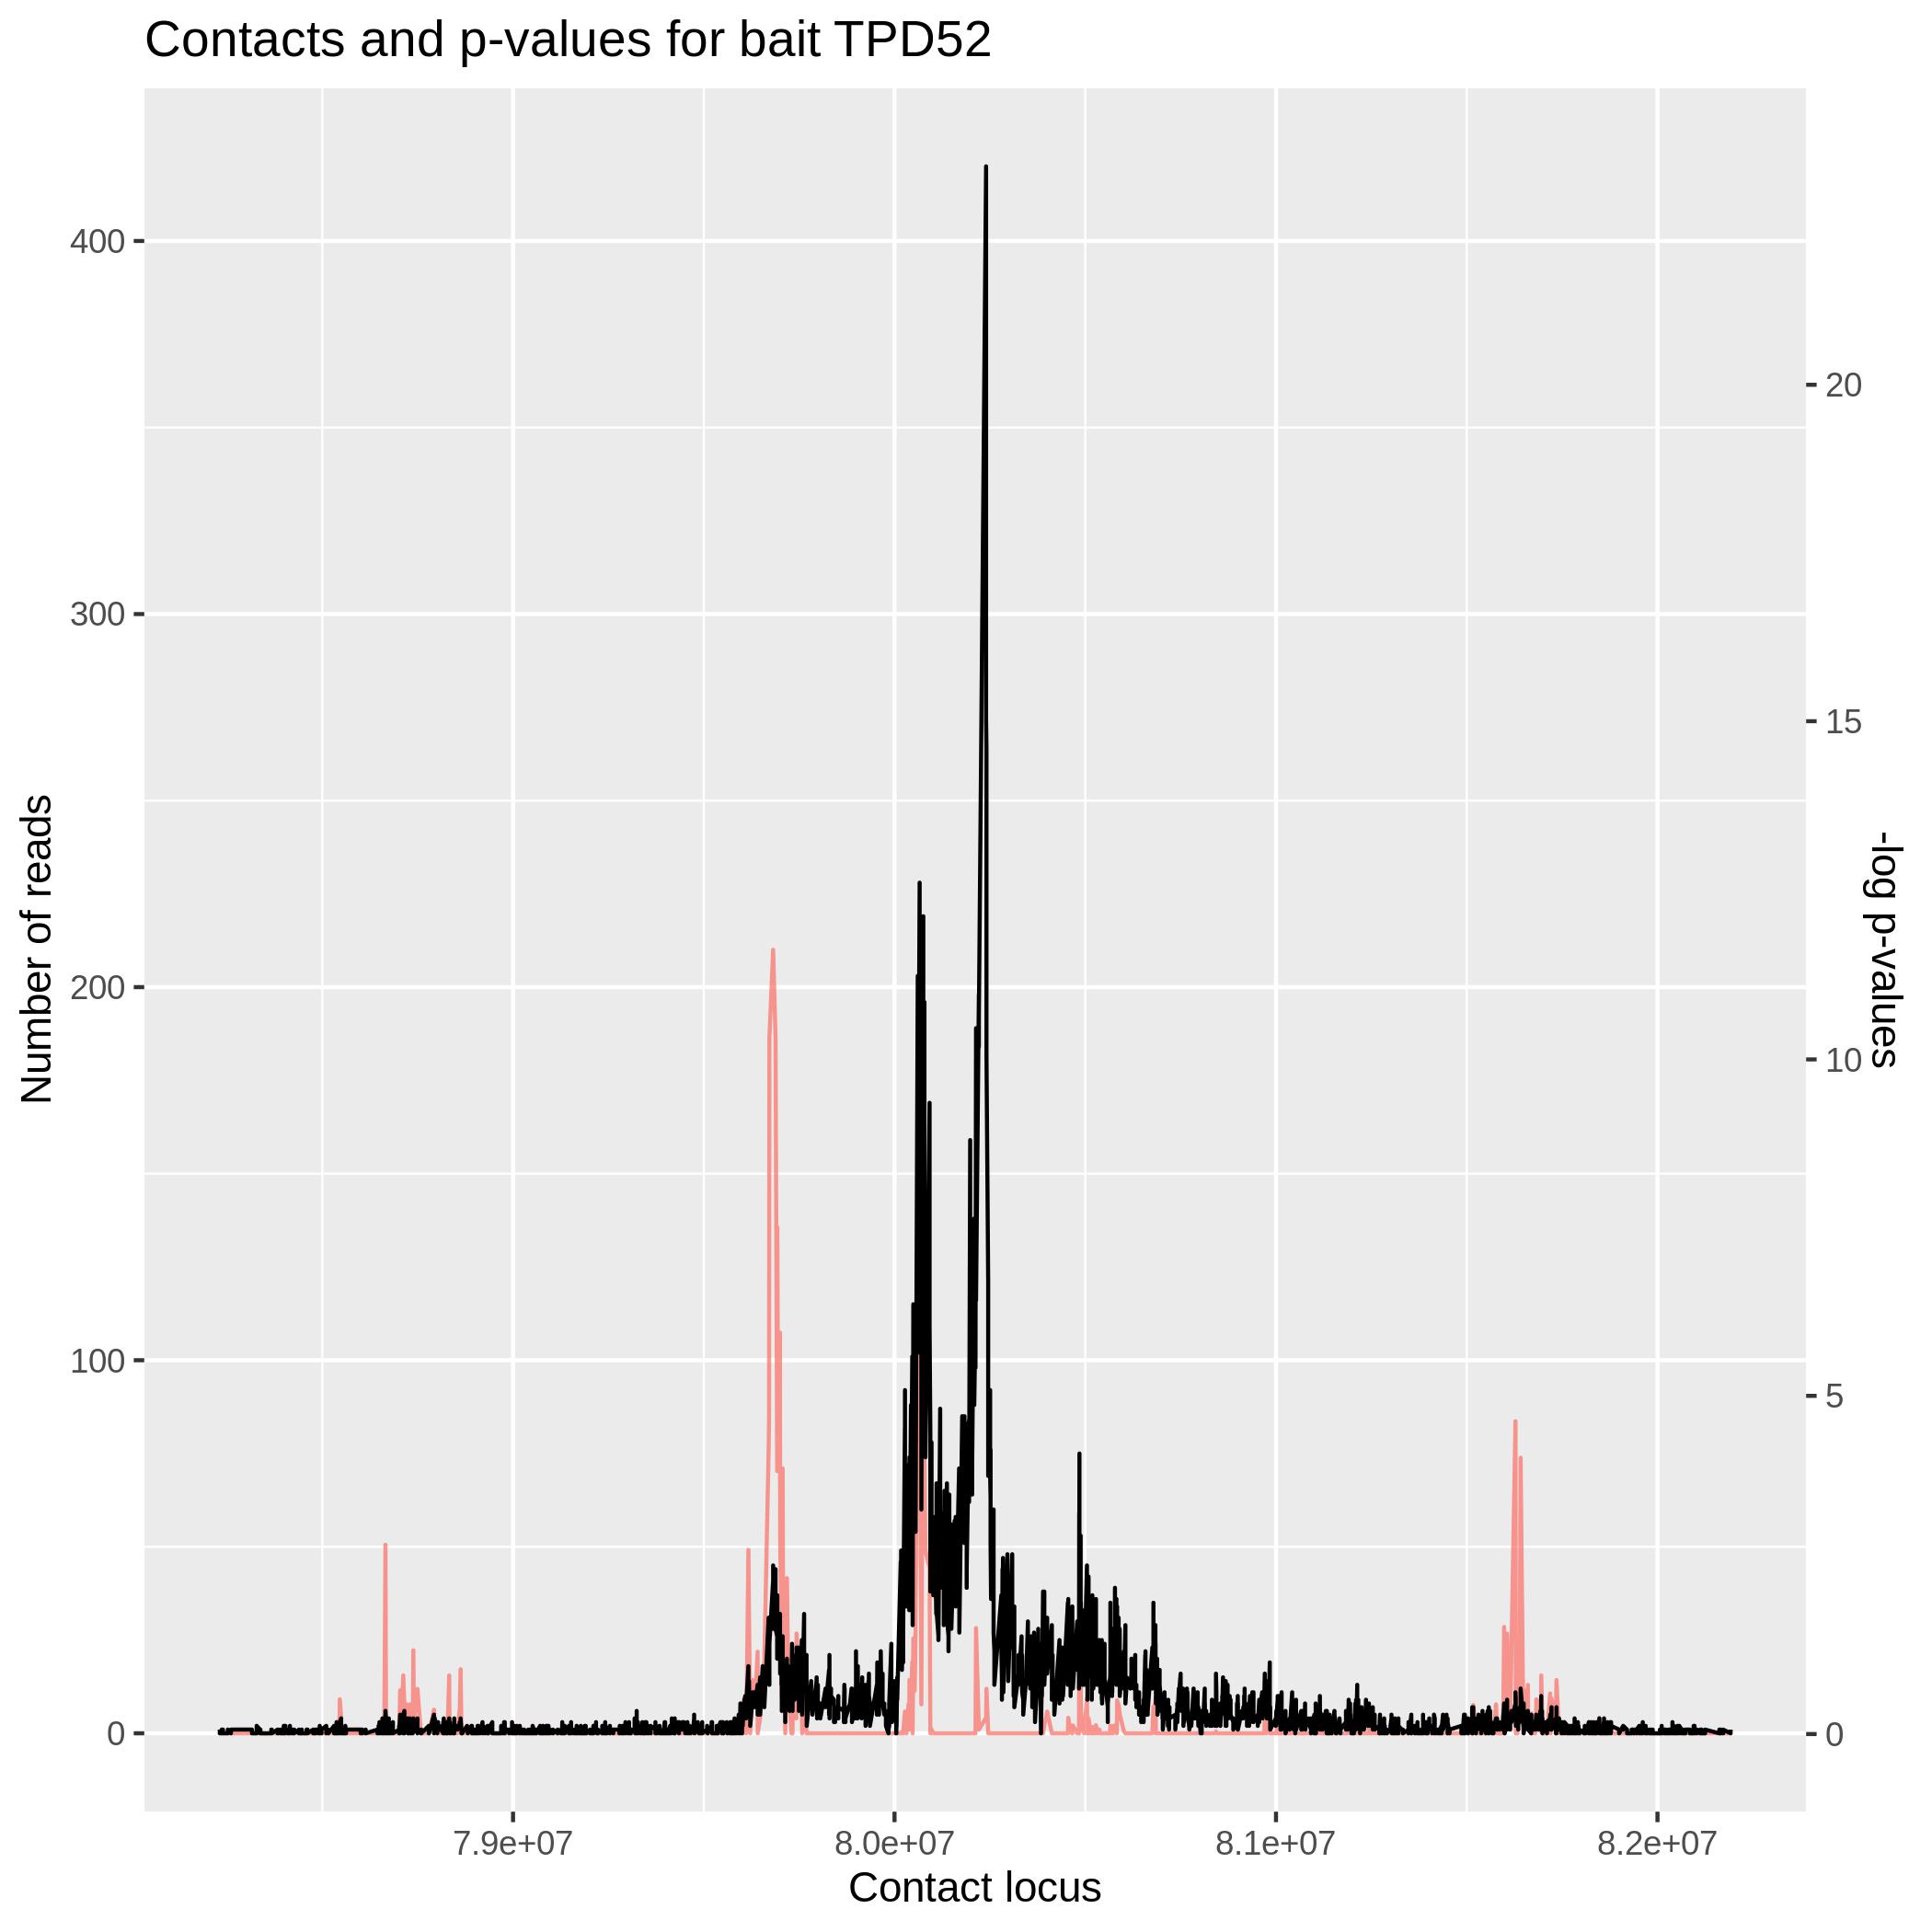 Contacts and p-values for bait TPD52
Number of reads
400
300
200
100
0
20
15
10
5
0
-log p-values
7.9e+07 8.0e+07 8.1e+07 8.2e+07
Contact locus